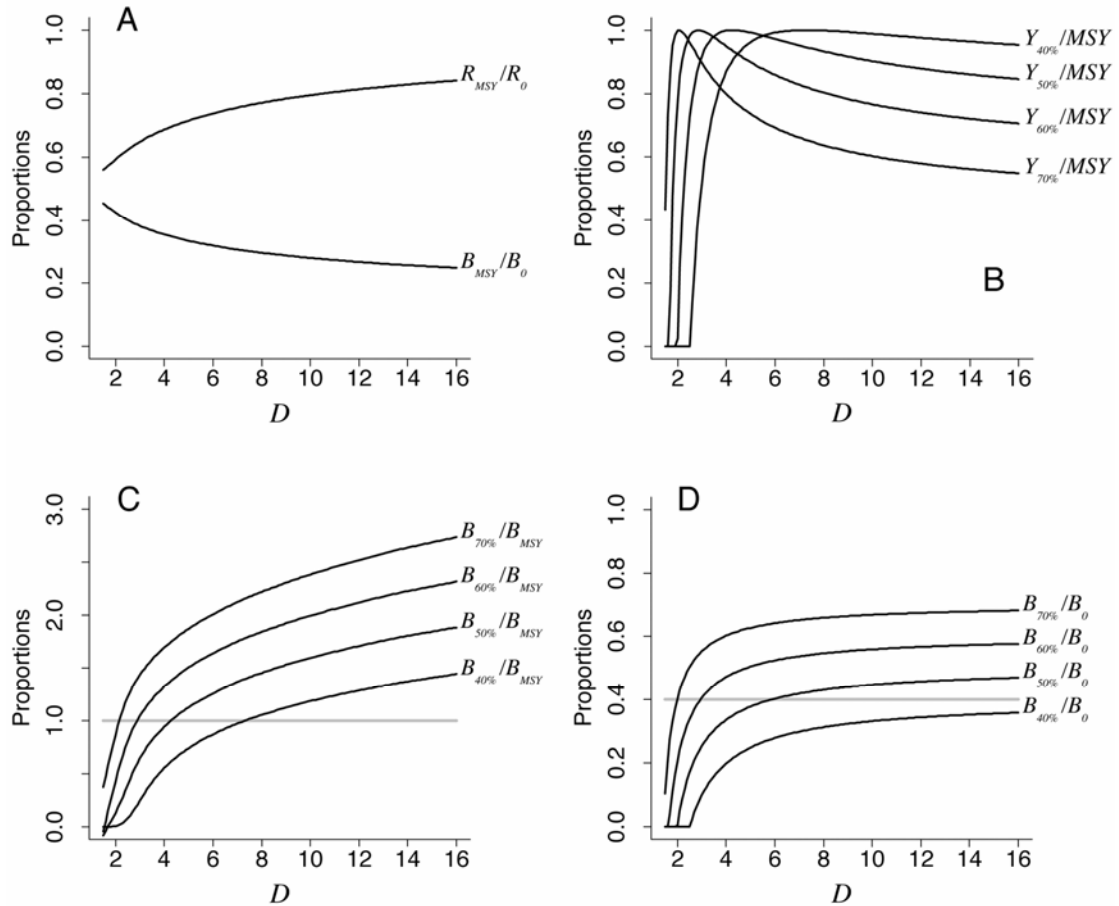 A
Proportions
1.0
0.8
0.6
0.4
0.2
0.0
R_MSY/R_0
B_MSY/B_0
2 4 6 8 10 12 14 16
D
B
Proportions
1.0
0.8
0.6
0.4
0.2
0.0
Y_40%/MSY
Y_50%/MSY
Y_60%/MSY
Y_70%/MSY
2 4 6 8 10 12 14 16
D
C
Proportions
3.0
2.0
1.0
0.0
B_70%/B_MSY
B_60%/B_MSY
B_50%/B_MSY
B_40%/B_MSY
2 4 6 8 10 12 14 16
D
D
Proportions
1.0
0.8
0.6
0.4
0.2
0.0
B_70%/B_0
B_60%/B_0
B_50%/B_0
B_40%/B_0
2 4 6 8 10 12 14 16
D